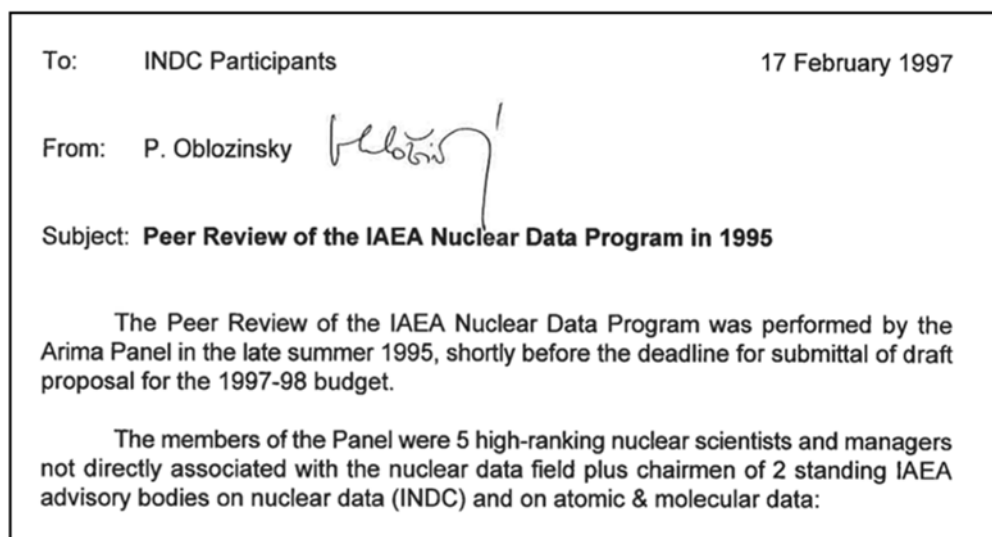 To: INDC Participants 17 February 1997
From: P. Oblozinsky
Subject: Peer Review of the IAEA Nuclear Data Program in 1995
The Peer Review of the IAEA Nuclear Data Program was performed by the
Arima Panel in the late summer 1995, shortly before the deadline for submittal of draft
proposal for the 1997-98 budget.
The members of the Panel were 5 high-ranking nuclear scientists and managers
not directly associated with the nuclear data field plus chairmen of 2 standing IAEA
advisory bodies on nuclear data (INDC) and on atomic & molecular data: